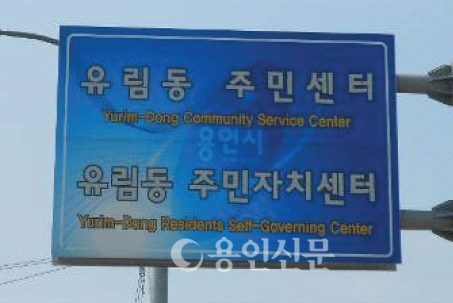 유림동 주민센터
Yurim-Dong Community Service Center
용인시
유림동 주민자치센터
Yurim-Dong Residents Self-Governing Center
용인신문